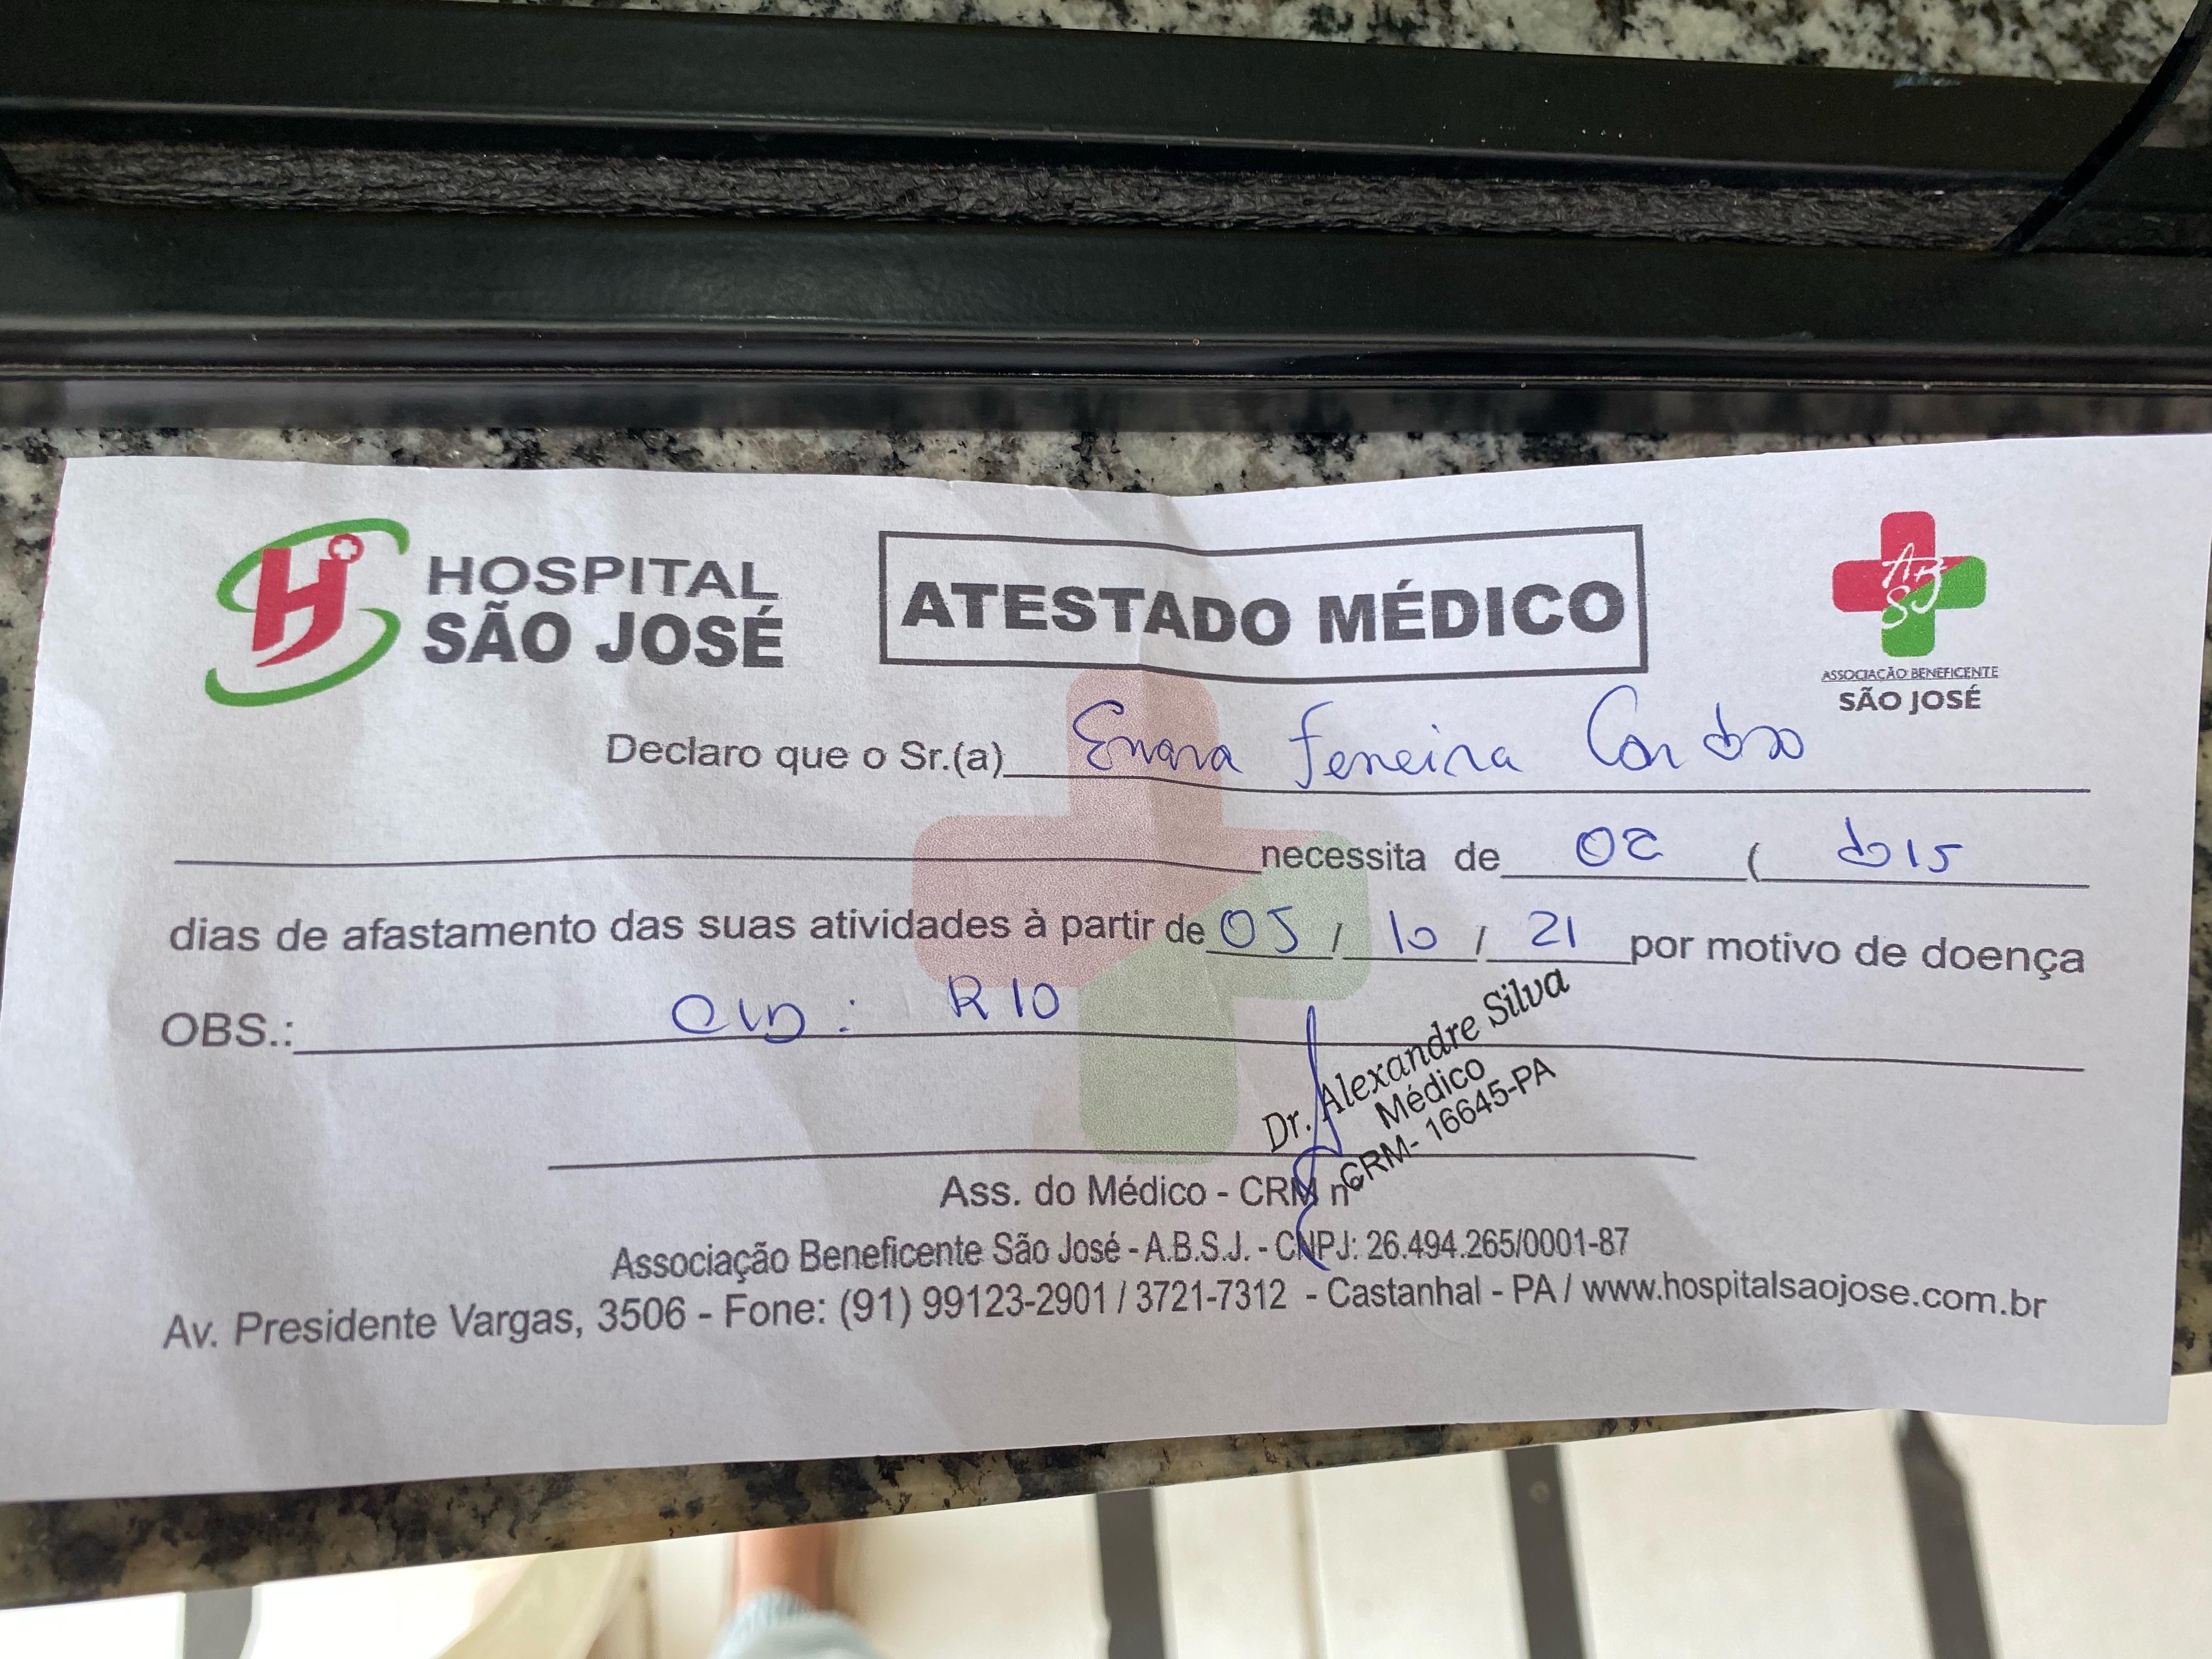 HOSPITAL
SÃO JOSÉ
ATESTADO MÉDICO
ASSOCIAÇÃO BENEFICENTE
SÃO JOSÉ
Declaro que o Sr.(a) Ferreira Cardoso
necessita de 02 ( dois
dias de afastamento das suas atividades à partir de 05 / 10 / 21 por motivo de doença
OBS.: R10
Dr. Alexandre Silva
Médico
CRM- 16645-PA
Ass. do Médico - CRM nº
Associação Beneficente São José - A.B.S.J. - CNPJ: 26.494.265/0001-87
Av. Presidente Vargas, 3506 - Fone: (91) 99123-2901 / 3721-7312 - Castanhal - PA / www.hospitalsaojose.com.br